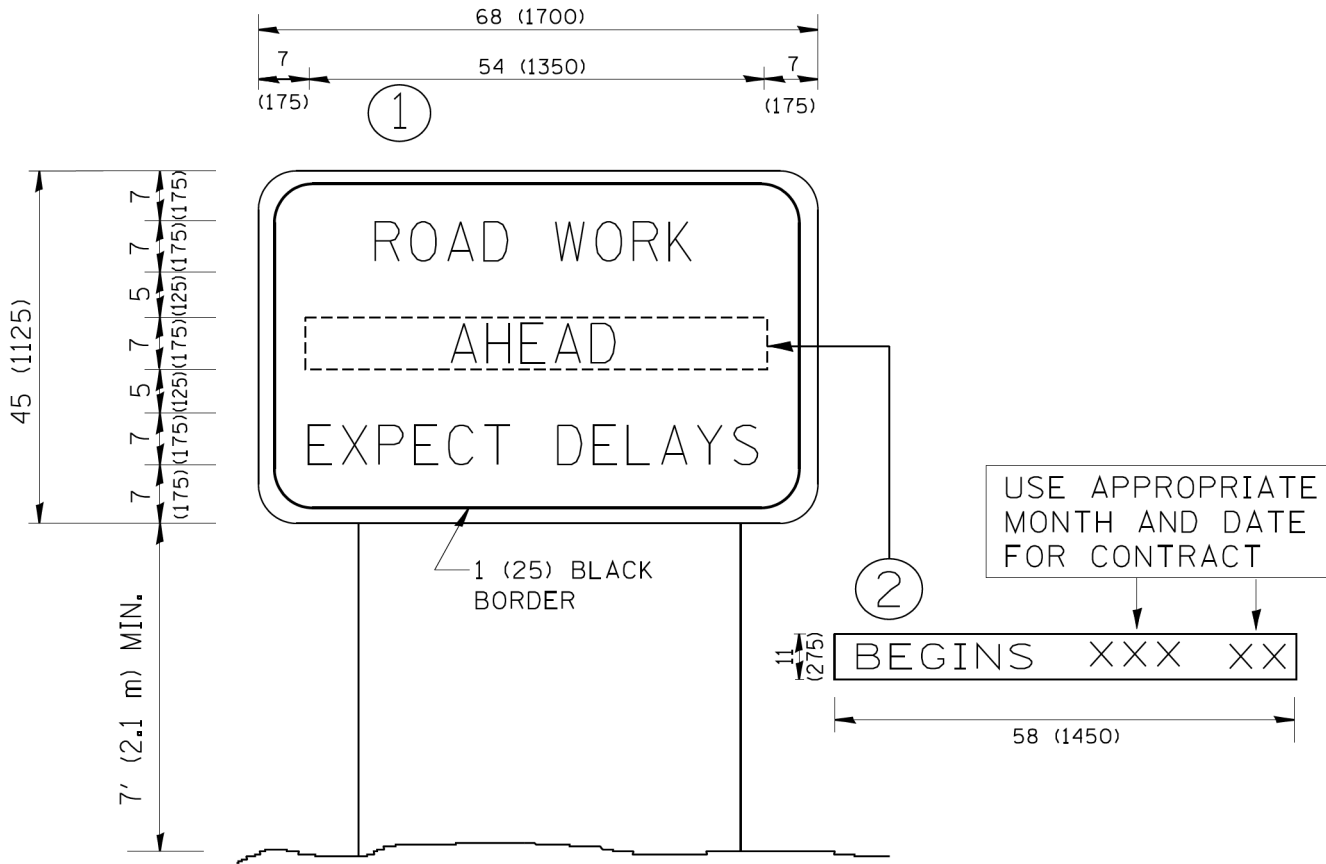 68 (1700)
7
54 (1350)
7
(175)
(175)
1
45 (1125)
7
(175)
7
(175)
5
(125)
7
(175)
5
(125)
7
(175)
7
(175)
ROAD WORK
AHEAD
EXPECT DELAYS
1 (25) BLACK
BORDER
7' (2.1 m) MIN.
USE APPROPRIATE
MONTH AND DATE
FOR CONTRACT
2
11
(275)
BEGINS XXX XX
58 (1450)